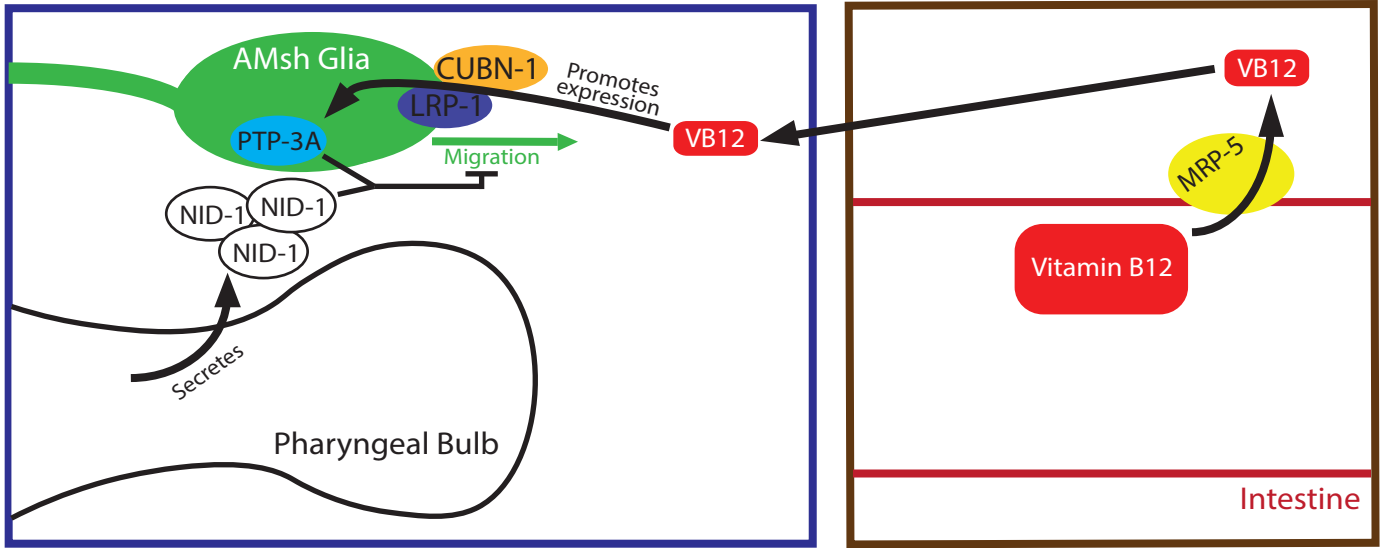 AMsh Glia
CUBN-1
LRP-1
Promotes
expression
VB12
PTP-3A
Migration
NID-1
NID-1
NID-1
Secretes
Pharyngeal Bulb
VB12
MRP-5
Vitamin B12
Intestine